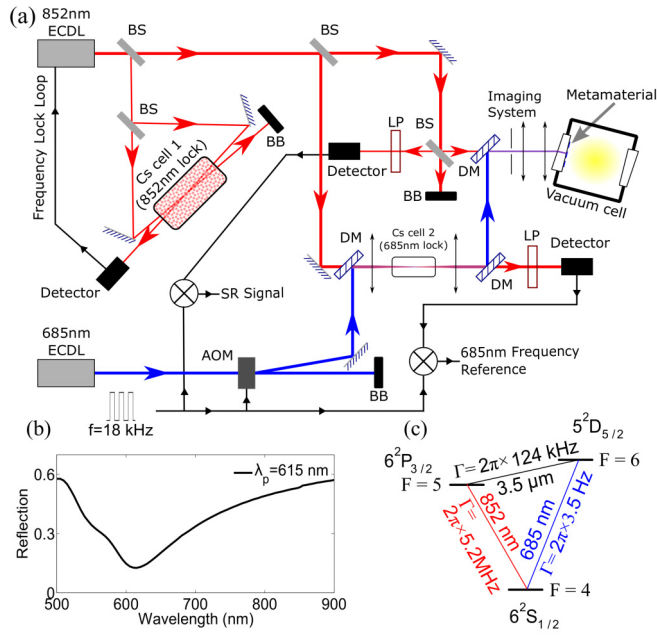 (a)
852nm
ECDL
BS
BS
BS
Frequency Lock Loop
Cs cell 1
(852nm lock)
BB
Detector
LP
Detector
BS
BB
DM
Imaging
System
Metamaterial
Vacuum cell
DM
Cs cell 2
(685nm lock)
DM
LP
Detector
SR Signal
685nm
ECDL
AOM
BB
f=18 kHz
685nm Frequency
Reference
(b)
λp=615 nm
Reflection
0.6
0.3
0
500 600 700 800 900
Wavelength (nm)
(c)
6²P3/2
F = 5
Γ=2π× 124 kHz
3.5 μm
5²D5/2
F = 6
852 nm
Γ=
2π×5.2MHz
685 nm
Γ= 2π×3.5 Hz
F = 4
6²S1/2